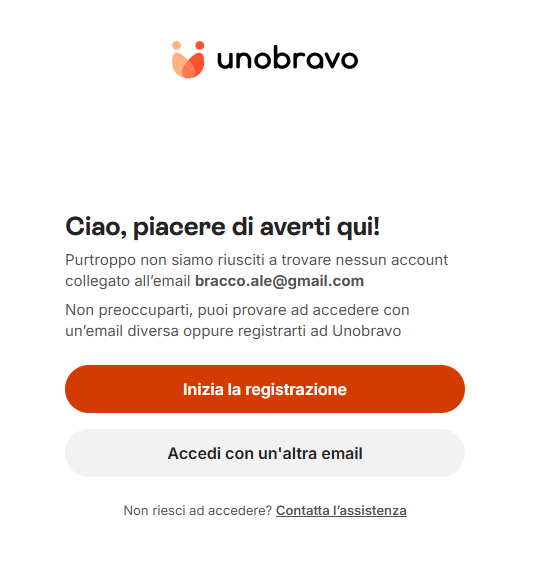 unobravo
Ciao, piacere di averti qui!
Purtroppo non siamo riusciti a trovare nessun account
collegato all’email bracco.ale@gmail.com
Non preoccuparti, puoi provare ad accedere con
un’email diversa oppure registrarti ad Unobravo
Inizia la registrazione
Accedi con un'altra email
Non riesci ad accedere? Contatta l’assistenza